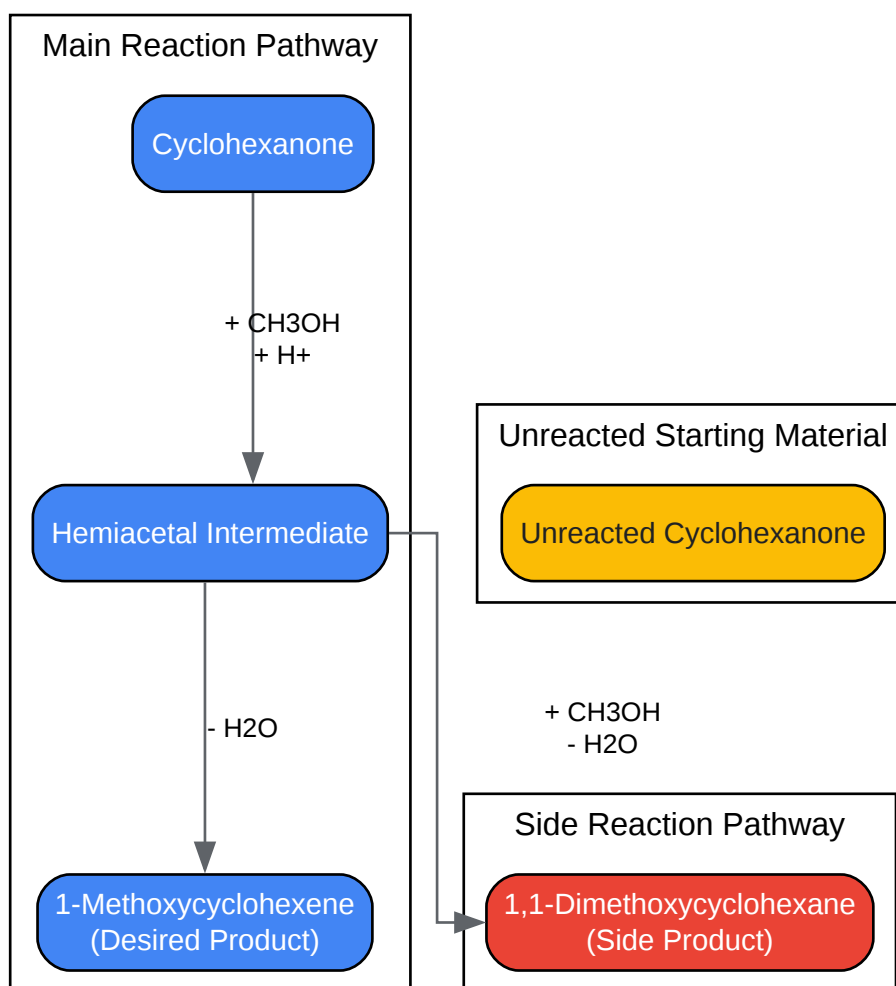 Main Reaction Pathway
Cyclohexanone
+ CH3OH
+ H+
Unreacted Starting Material
Hemiacetal Intermediate
Unreacted Cyclohexanone
- H2O
+ CH3OH
- H2O
Side Reaction Pathway
1-Methoxycyclohexene
(Desired Product)
1,1-Dimethoxycyclohexane
(Side Product)